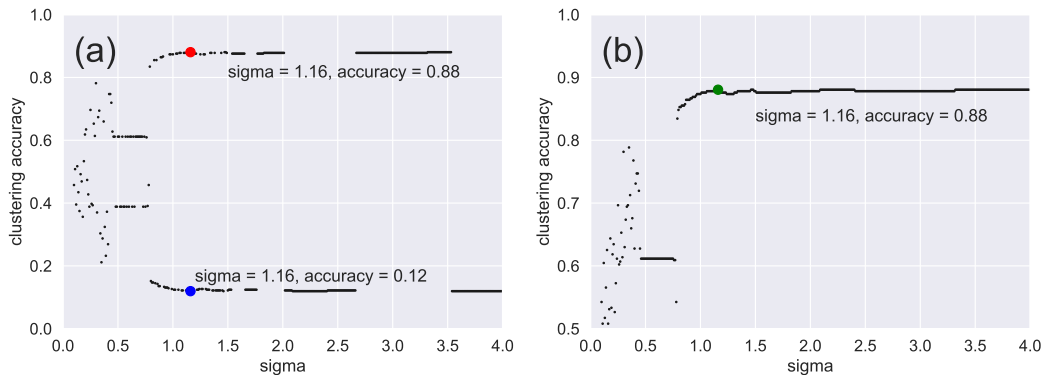 (a)
clustering accuracy
1.0
0.8
0.6
0.4
0.2
0.0
sigma = 1.16, accuracy = 0.88
sigma = 1.16, accuracy = 0.12
0.0 0.5 1.0 1.5 2.0 2.5 3.0 3.5 4.0
sigma
(b)
clustering accuracy
1.0
0.9
0.8
0.7
0.6
0.5
sigma = 1.16, accuracy = 0.88
0.0 0.5 1.0 1.5 2.0 2.5 3.0 3.5 4.0
sigma